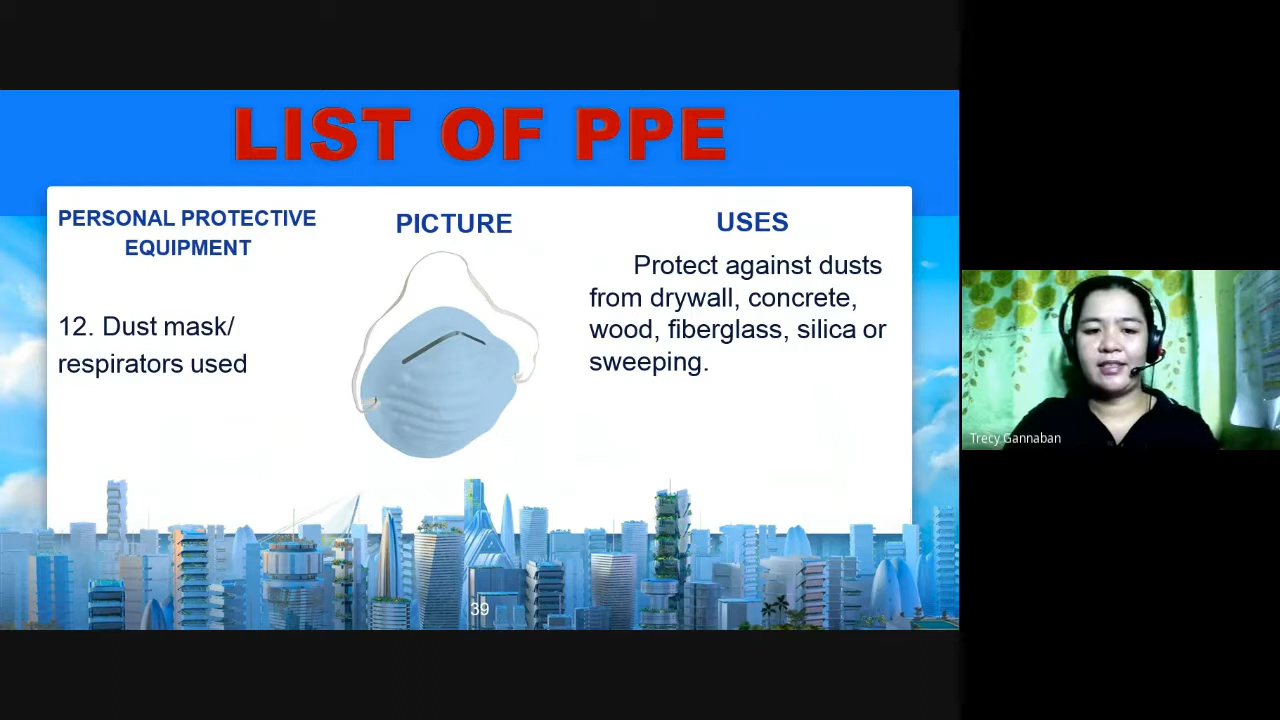 LIST OF PPE
PERSONAL PROTECTIVE
EQUIPMENT
12. Dust mask/
respirators used
PICTURE
USES
Protect against dusts
from drywall, concrete,
wood, fiberglass, silica or
sweeping.
39
Trecy Gannaban